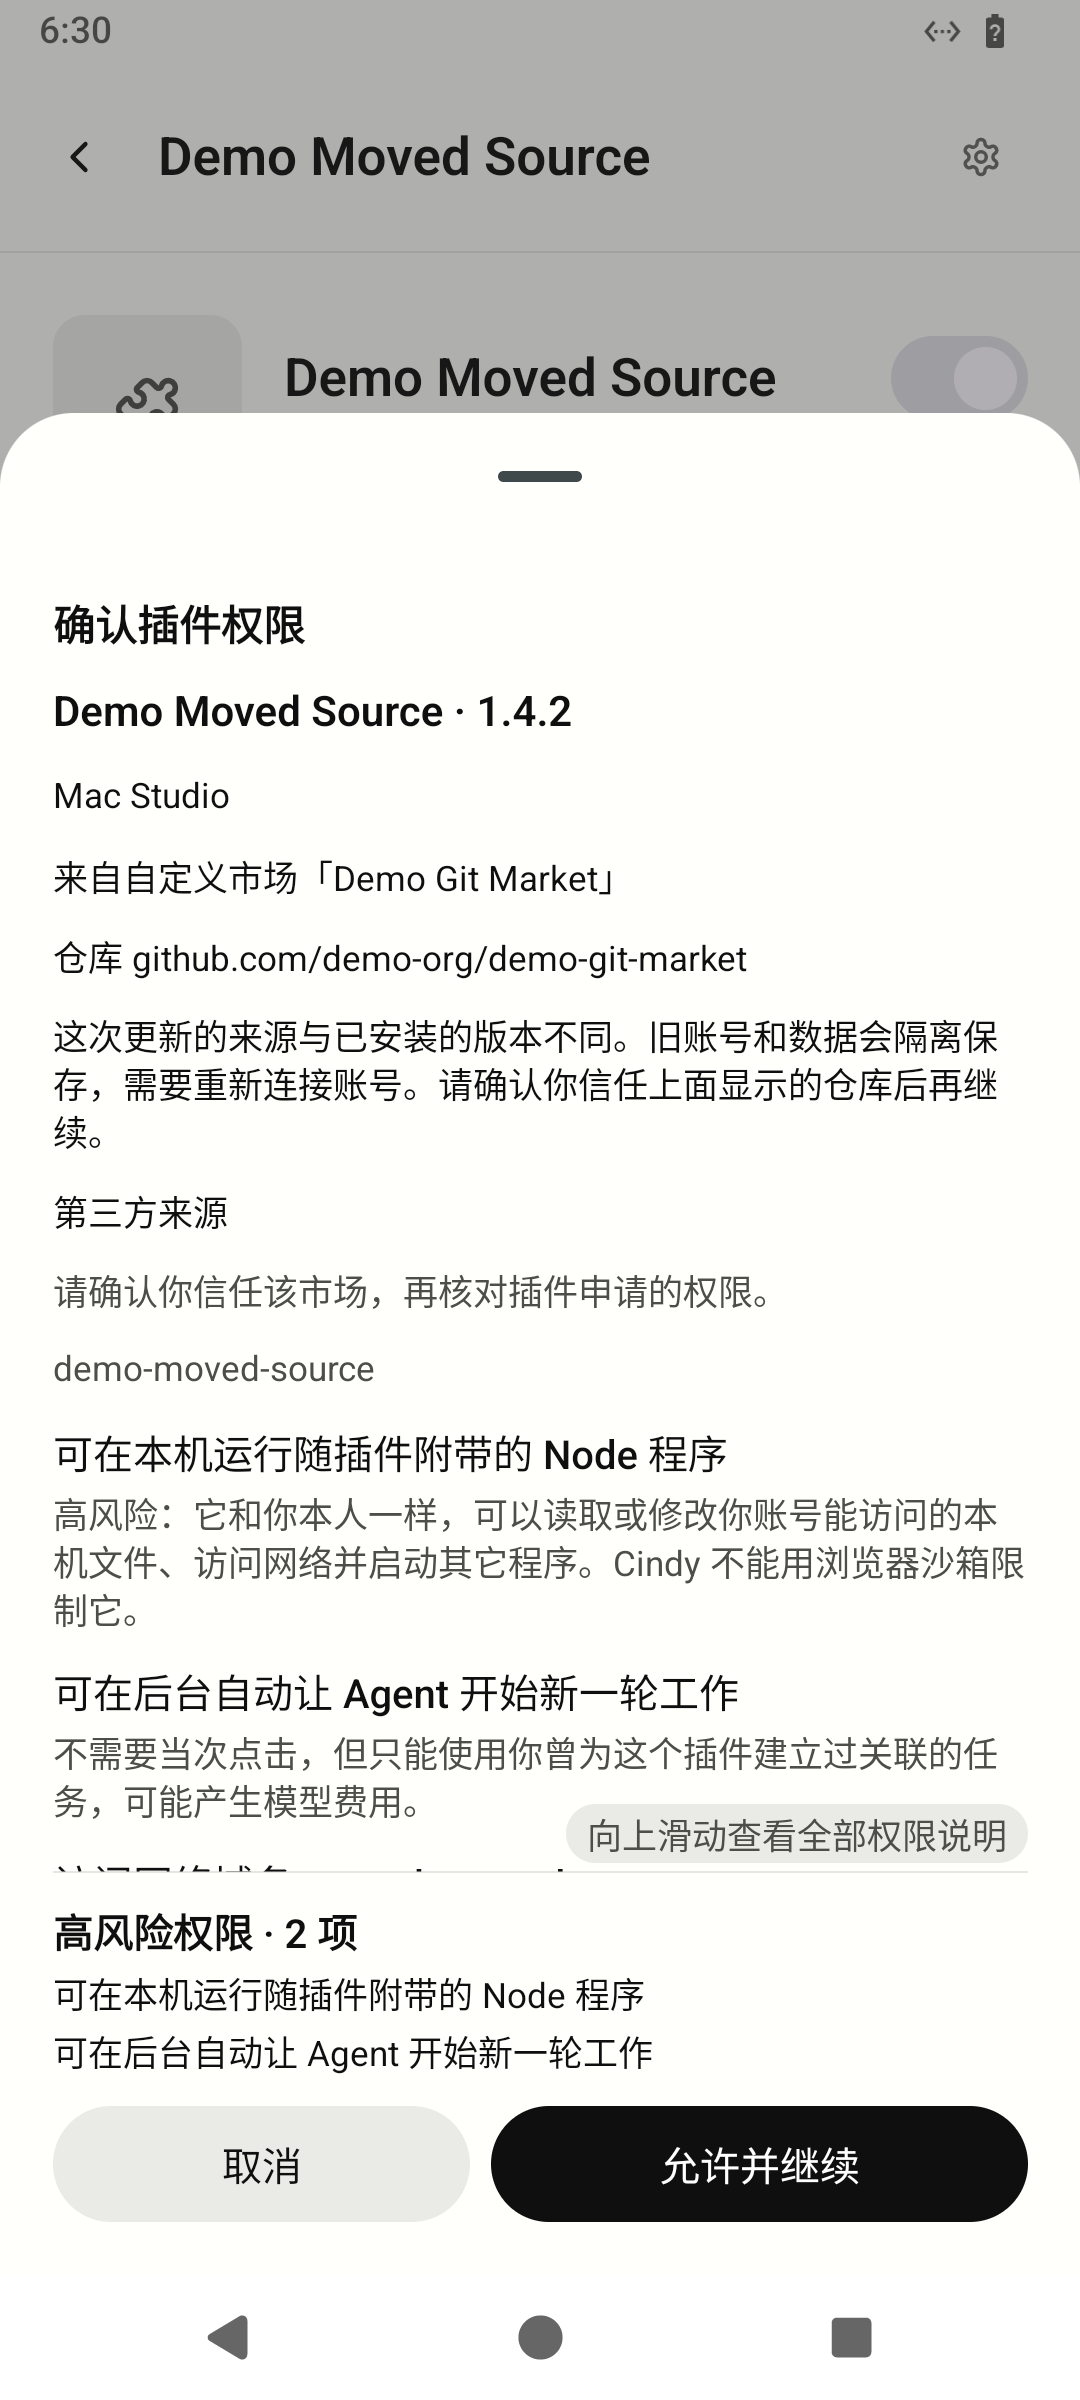 6:30
Demo Moved Source
Demo Moved Source
确认插件权限
Demo Moved Source · 1.4.2
Mac Studio
来自自定义市场「Demo Git Market」
仓库 github.com/demo-org/demo-git-market
这次更新的来源与已安装的版本不同。旧账号和数据会隔离保
存，需要重新连接账号。请确认你信任上面显示的仓库后再继
续。
第三方来源
请确认你信任该市场，再核对插件申请的权限。
demo-moved-source
可在本机运行随插件附带的 Node 程序
高风险：它和你本人一样，可以读取或修改你账号能访问的本
机文件、访问网络并启动其它程序。Cindy 不能用浏览器沙箱限
制它。
可在后台自动让 Agent 开始新一轮工作
不需要当次点击，但只能使用你曾为这个插件建立过关联的任
务，可能产生模型费用。
向上滑动查看全部权限说明
高风险权限 · 2 项
可在本机运行随插件附带的 Node 程序
可在后台自动让 Agent 开始新一轮工作
取消
允许并继续